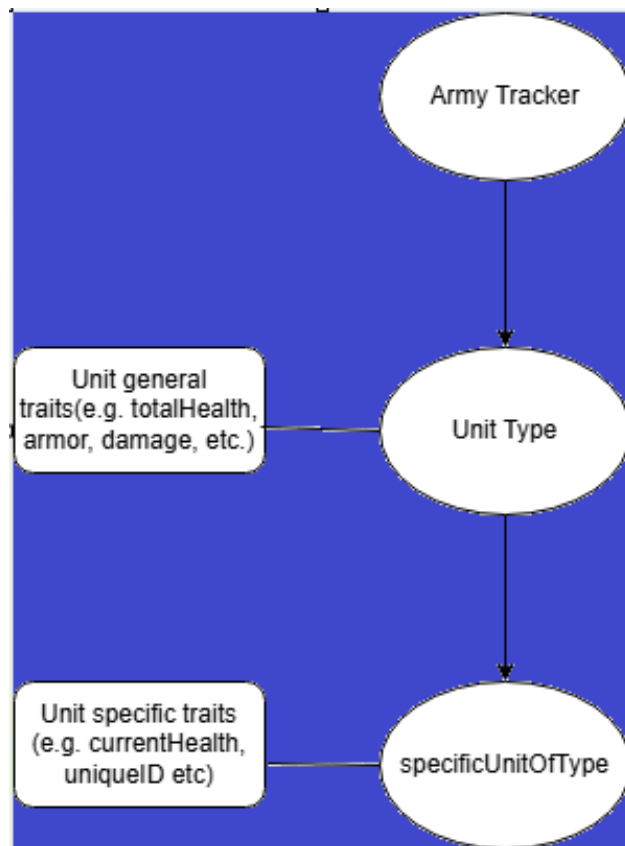 Army Tracker
Unit general
traits(e.g. totalHealth,
armor, damage, etc.)
Unit Type
Unit specific traits
(e.g. currentHealth,
uniqueID etc)
specificUnitOfType